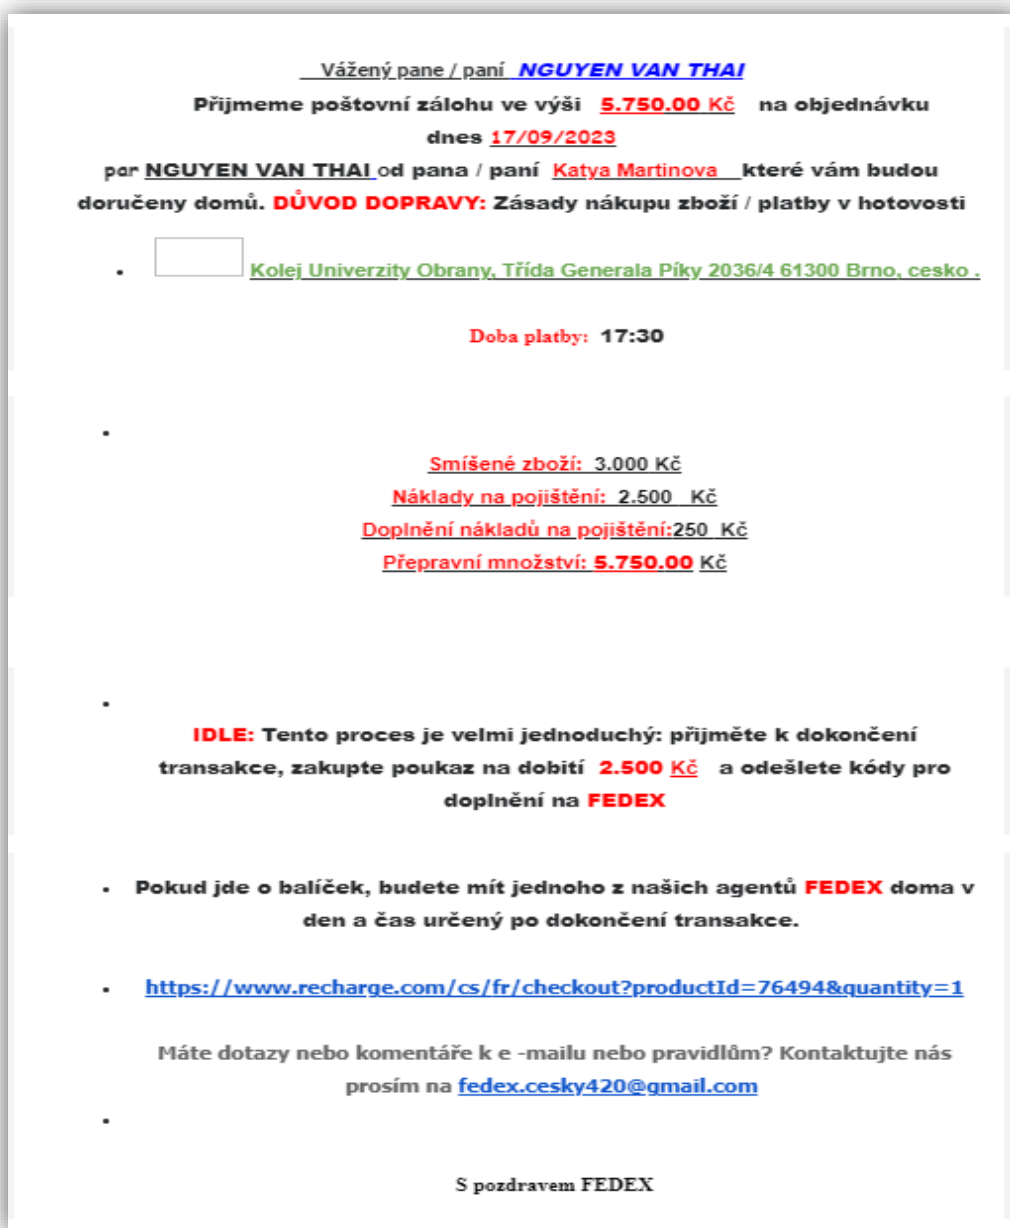 Vážený pane / paní NGUYEN VAN THAI
Přijmeme poštovní zálohu ve výši 5.750.00 Kč na objednávku
dnes 17/09/2023
par NGUYEN VAN THAI od pana / paní Katya Martinova které vám budou
doručeny domů. DŮVOD DOPRAVY: Zásady nákupu zboží / platby v hotovosti
• Kolej Univerzity Obrany, Třída Generala Píky 2036/4 61300 Brno, cesko .
Doba platby: 17:30
•
Smíšené zboží: 3.000 Kč
Náklady na pojištění: 2.500 Kč
Doplnění nákladů na pojištění:250 Kč
Přepravní množství: 5.750.00 Kč
•
IDLE: Tento proces je velmi jednoduchý: přijměte k dokončení
transakce, zakupte poukaz na dobití 2.500 Kč a odešlete kódy pro
doplnění na FEDEX
• Pokud jde o balíček, budete mít jednoho z našich agentů FEDEX doma v
den a čas určený po dokončení transakce.
• https://www.recharge.com/cs/fr/checkout?productId=76494&quantity=1
Máte dotazy nebo komentáře k e -mailu nebo pravidlům? Kontaktujte nás
prosím na fedex.cesky420@gmail.com
•
S pozdravem FEDEX